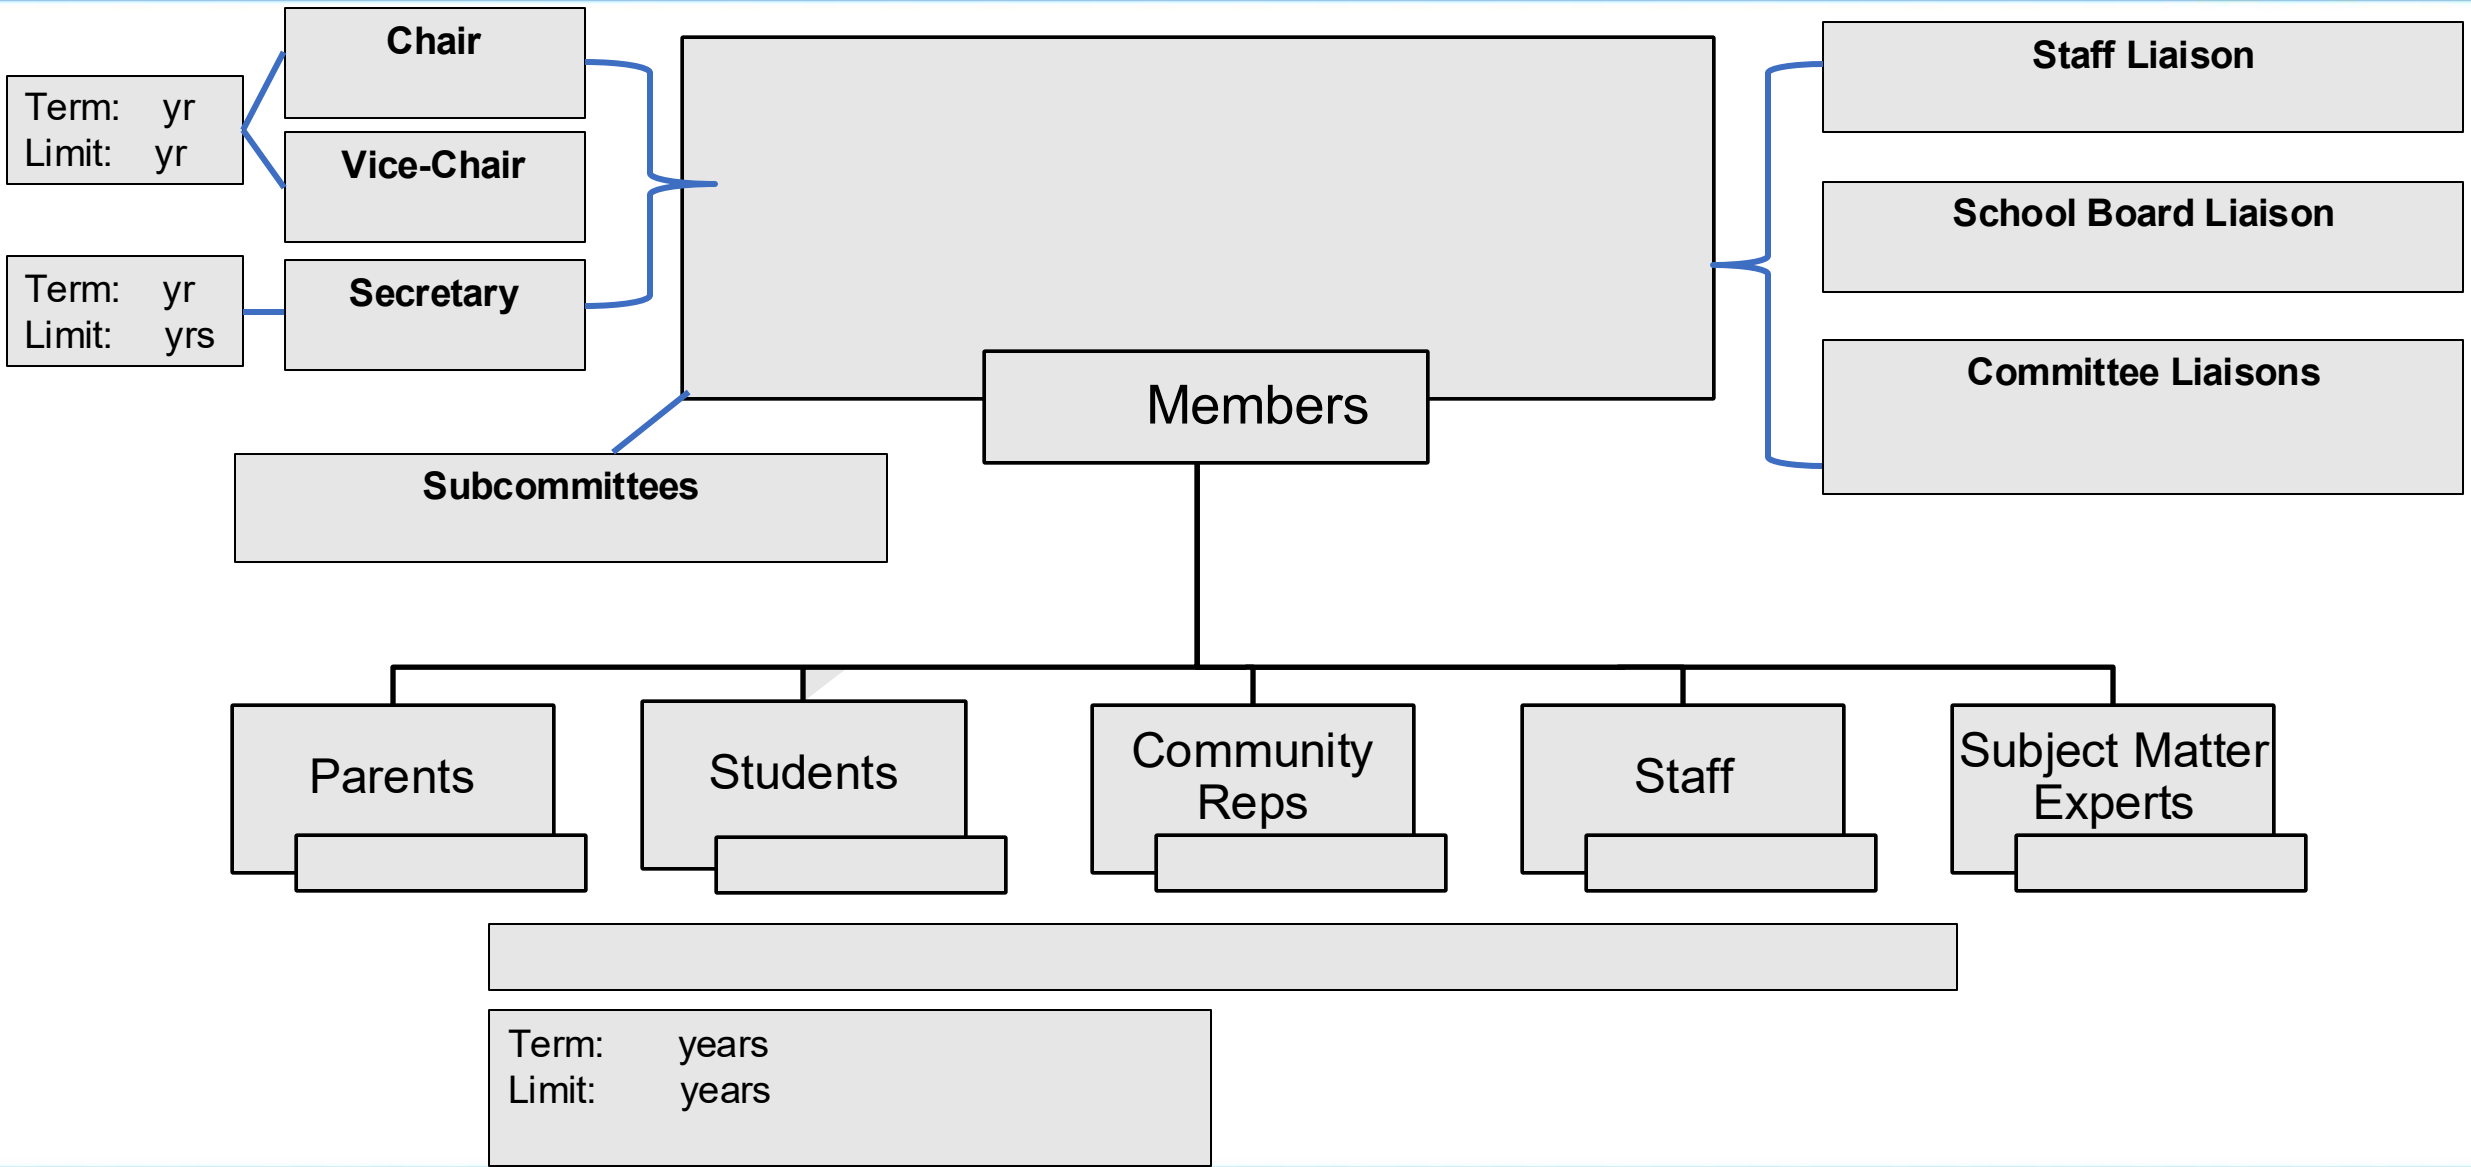 Chair
Term: yr
Limit: yr
Vice-Chair
Term: yr
Limit: yrs
Secretary
Subcommittees
Members
Staff Liaison
School Board Liaison
Committee Liaisons
Parents
Students
Community
Reps
Staff
Subject Matter
Experts
Term: years
Limit: years